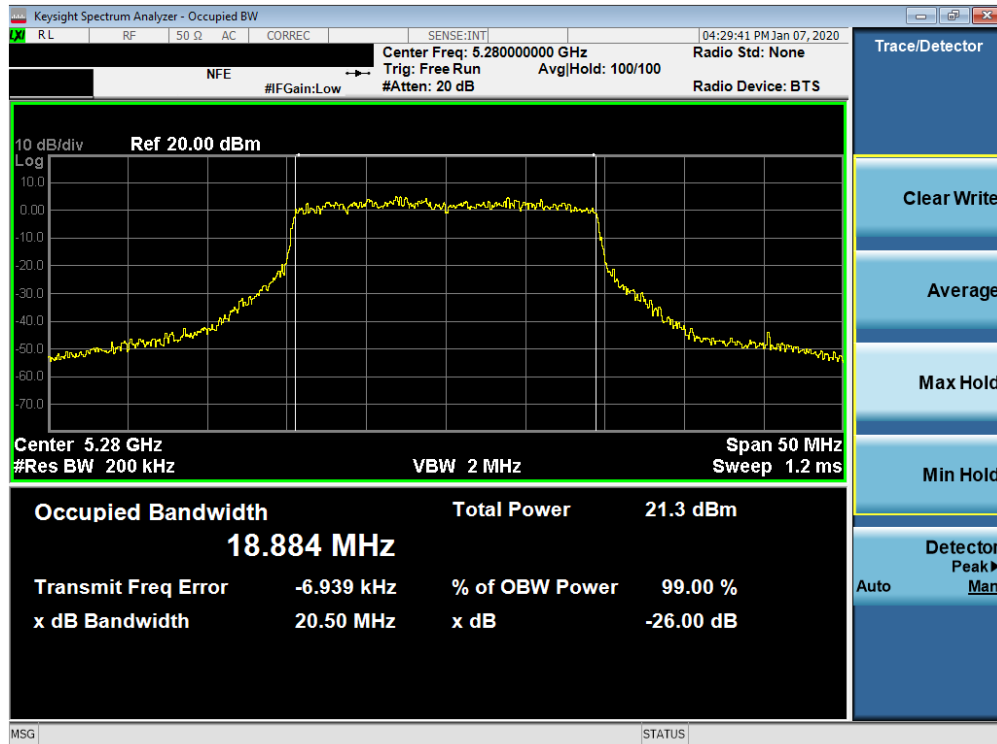 Keysight Spectrum Analyzer - Occupied BW
LXI RL RF 50 Ω AC CORREC SENSE:INT 04:29:41 PM Jan 07, 2020
Center Freq: 5.280000000 GHz Radio Std: None
NFE Trig: Free Run Avg|Hold: 100/100
#IFGain:Low #Atten: 20 dB Radio Device: BTS
10 dB/div Ref 20.00 dBm
Log
10.0
0.00
-10.0
-20.0
-30.0
-40.0
-50.0
-60.0
-70.0
Center 5.28 GHz Span 50 MHz
#Res BW 200 kHz VBW 2 MHz Sweep 1.2 ms
Occupied Bandwidth Total Power 21.3 dBm
18.884 MHz
Transmit Freq Error -6.939 kHz % of OBW Power 99.00 %
x dB Bandwidth 20.50 MHz x dB -26.00 dB
MSG STATUS
Trace/Detector
Clear Write
Average
Max Hold
Min Hold
Detector
Peak
Auto Man